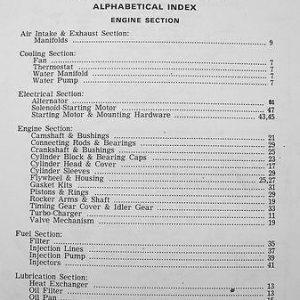 ALPHABETICAL INDEX
ENGINE SECTION
Air Intake & Exhaust Section:
Manifolds 9
Cooling Section:
Fan 7
Thermostat 7
Water Manifold 7
Water Pump 7
Electrical Section:
Alternator
Solenoid-Starting Motor 47
Starting Motor & Mounting Hardware 43,45
Engine Section:
Camshaft & Bushings 21
Connecting Rods & Bearings 29
Crankshaft & Bushings 25
Cylinder Block & Bearing Caps 23
Cylinder Head & Cover 17
Cylinder Sleeves 29
Flywheel & Housing 25,27
Gasket Kits 31
Pistons & Rings 29
Rocker Arms & Shaft 19
Timing Gear Cover & Idler Gear 33
Turbo-Charger 11
Valve Mechanism 19
Fuel Section:
Filter 35
Injection Lines 37
Injection Pump 39
Injectors 41
Lubrication Section:
Heat Exchanger 13
Oil Filter 13
Oil Pan